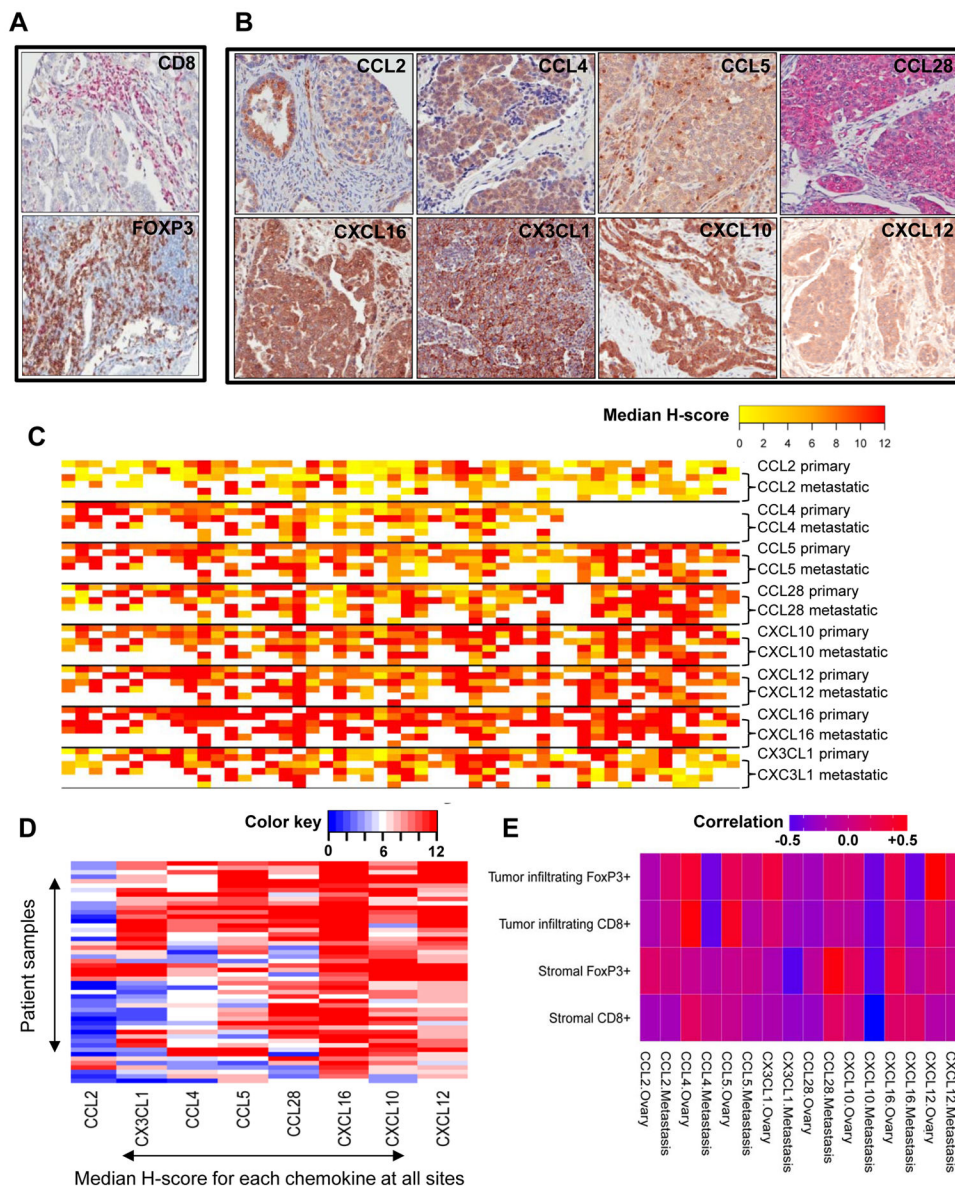 A
B
CD8
FOXP3
CCL2
CCL4
CCL5
CCL28
CXCL16
CX3CL1
CXCL10
CXCL12
C
Median H-score
0 2 4 6 8 10 12
CCL2 primary
CCL2 metastatic
CCL4 primary
CCL4 metastatic
CCL5 primary
CCL5 metastatic
CCL28 primary
CCL28 metastatic
CXCL10 primary
CXCL10 metastatic
CXCL12 primary
CXCL12 metastatic
CXCL16 primary
CXCL16 metastatic
CX3CL1 primary
CXC3L1 metastatic
D
Color key
0 6 12
Patient samples
CCL2
CX3CL1
CCL4
CCL5
CCL28
CXCL16
CXCL10
CXCL12
Median H-score for each chemokine at all sites
E
Correlation
-0.5 0.0 +0.5
Tumor infiltrating FoxP3+
Tumor infiltrating CD8+
Stromal FoxP3+
Stromal CD8+
CCL2.Ovary
CCL2.Metastasis
CCL4.Ovary
CCL4.Metastasis
CCL5.Ovary
CCL5.Metastasis
CX3CL1.Ovary
CX3CL1.Metastasis
CCL28.Ovary
CCL28.Metastasis
CXCL10.Ovary
CXCL10.Metastasis
CXCL16.Ovary
CXCL16.Metastasis
CXCL12.Ovary
CXCL12.Metastasis